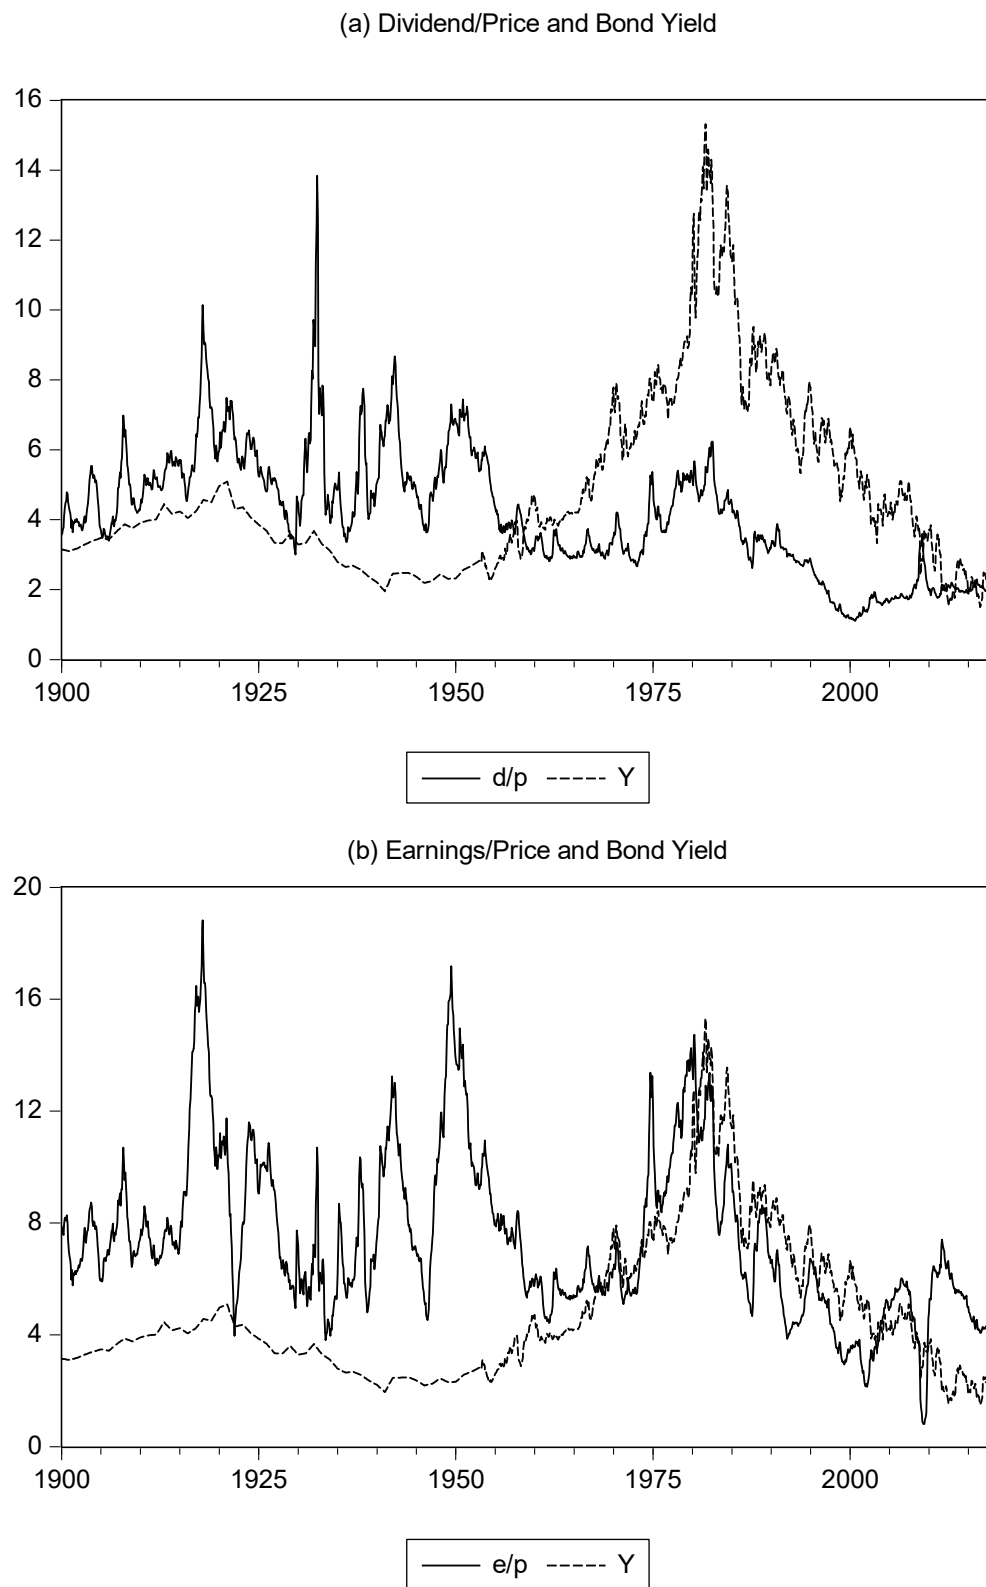 (a) Dividend/Price and Bond Yield
16
14
12
10
8
6
4
2
0
1900 1925 1950 1975 2000
d/p Y
(b) Earnings/Price and Bond Yield
20
16
12
8
4
0
1900 1925 1950 1975 2000
e/p Y